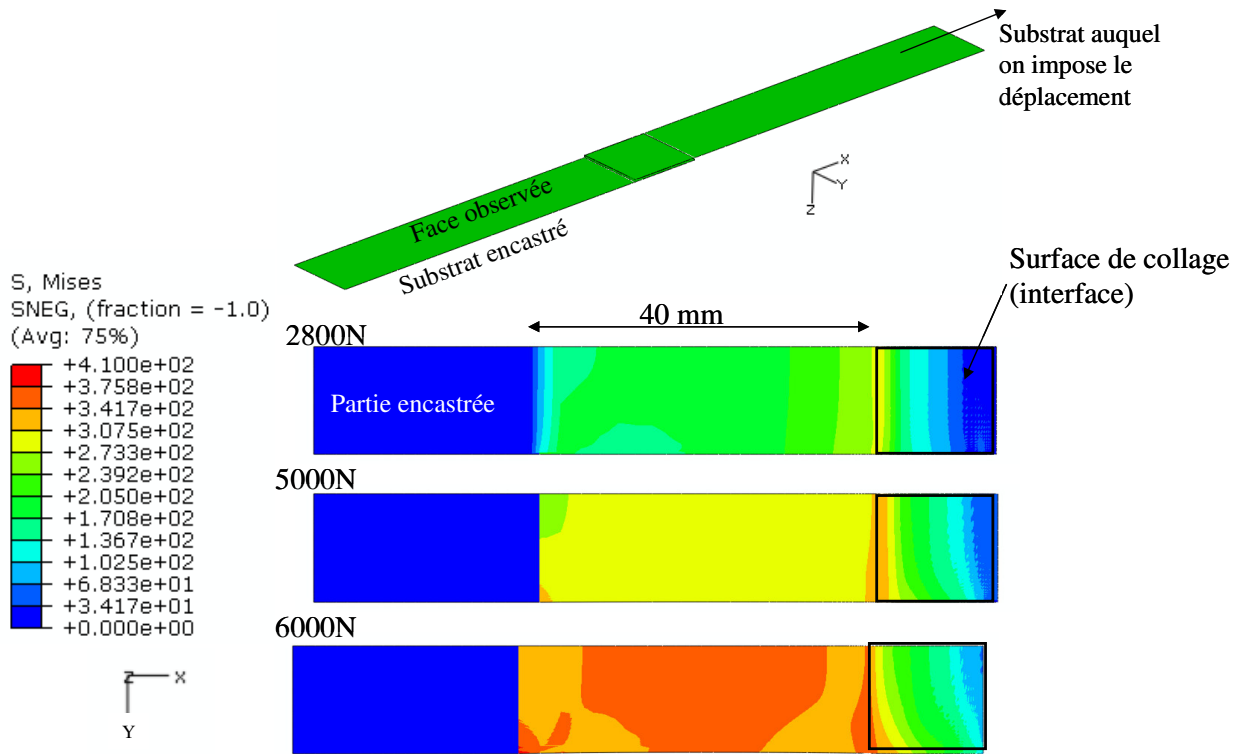 Substrat auquel
on impose le
déplacement
X
Y
Z
Face observée
Substrat encastré
Surface de collage
(interface)
S, Mises
SNEG, (fraction = -1.0)
(Avg: 75%)
+4.100e+02
+3.758e+02
+3.417e+02
+3.075e+02
+2.733e+02
+2.392e+02
+2.050e+02
+1.708e+02
+1.367e+02
+1.025e+02
+6.833e+01
+3.417e+01
+0.000e+00
40 mm
2800N
Partie encastrée
5000N
6000N
Z
X
Y